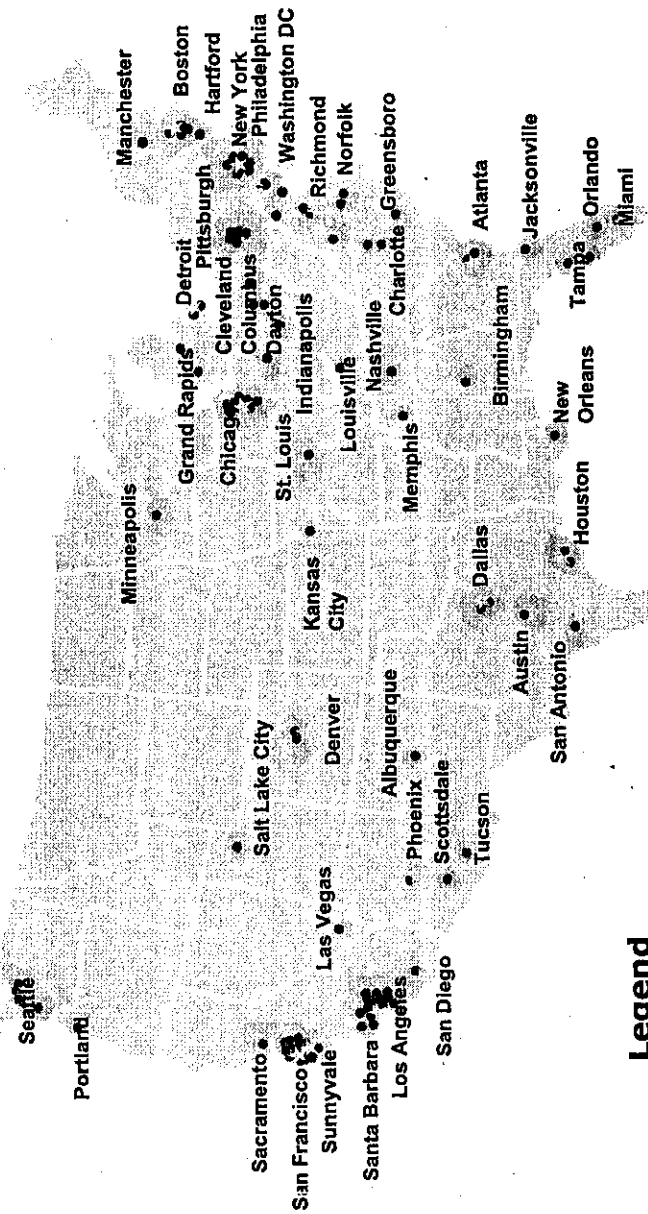 Seattle
Portland
Sacramento
San Francisco
Sunnyvale
Santa Barbara
Los Angeles
San Diego
Las Vegas
Salt Lake City
Phoenix
Scottsdale
Tucson
Albuquerque
Denver
Kansas
City
Minneapolis
Dallas
Austin
San Antonio
Houston
New
Orleans
Memphis
St. Louis
Chicago
Grand Rapids
Detroit
Indianapolis
Louisville
Nashville
Birmingham
Cleveland
Columbus
Dayton
Pittsburgh
Charlotte
Greensboro
Atlanta
Jacksonville
Orlando
Tampa
Miami
Manchester
Boston
Hartford
New York
Philadelphia
Washington DC
Richmond
Norfolk
Legend